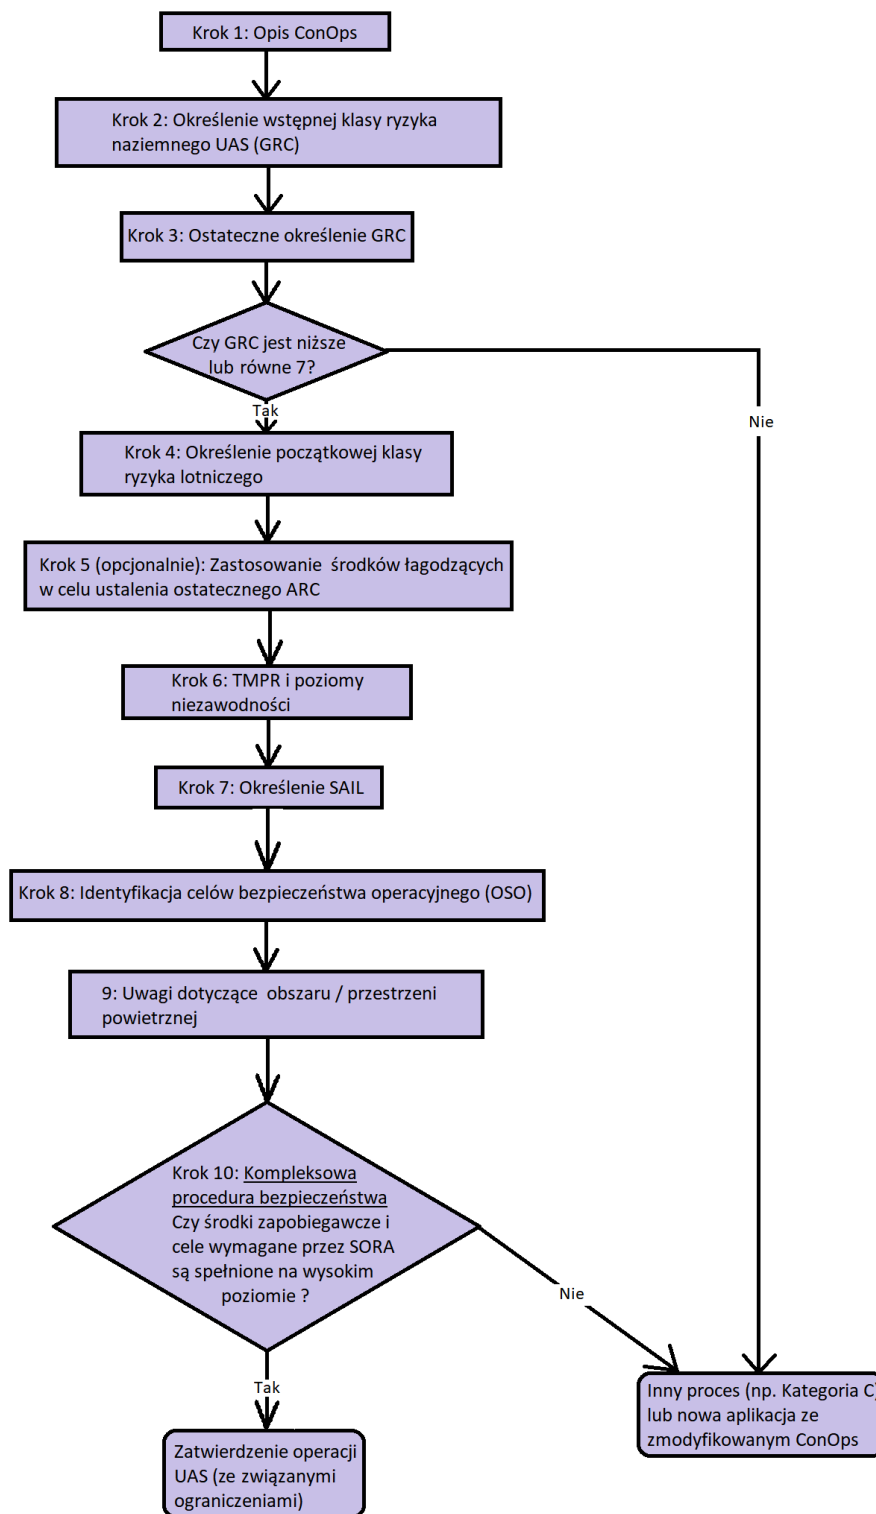 Krok 1: Opis ConOps
Krok 2: Określenie wstępnej klasy ryzyka
naziemnego UAS (GRC)
Krok 3: Ostateczne określenie GRC
Czy GRC jest niższe
lub równe 7?
Tak
Nie
Krok 4: Określenie początkowej klasy
ryzyka lotniczego
Krok 5 (opcjonalnie): Zastosowanie środków łagodzących
w celu ustalenia ostatecznego ARC
Krok 6: TMPR i poziomy
niezawodności
Krok 7: Określenie SAIL
Krok 8: Identyfikacja celów bezpieczeństwa operacyjnego (OSO)
9: Uwagi dotyczące obszaru / przestrzeni
powietrznej
Krok 10: Kompleksowa
procedura bezpieczeństwa
Czy środki zapobiegawcze i
cele wymagane przez SORA
są spełnione na wysokim
poziomie ?
Nie
Tak
Inny proces (np. Kategoria C)
lub nowa aplikacja ze
zmodyfikowanym ConOps
Zatwierdzenie operacji
UAS (ze związanymi
ograniczeniami)